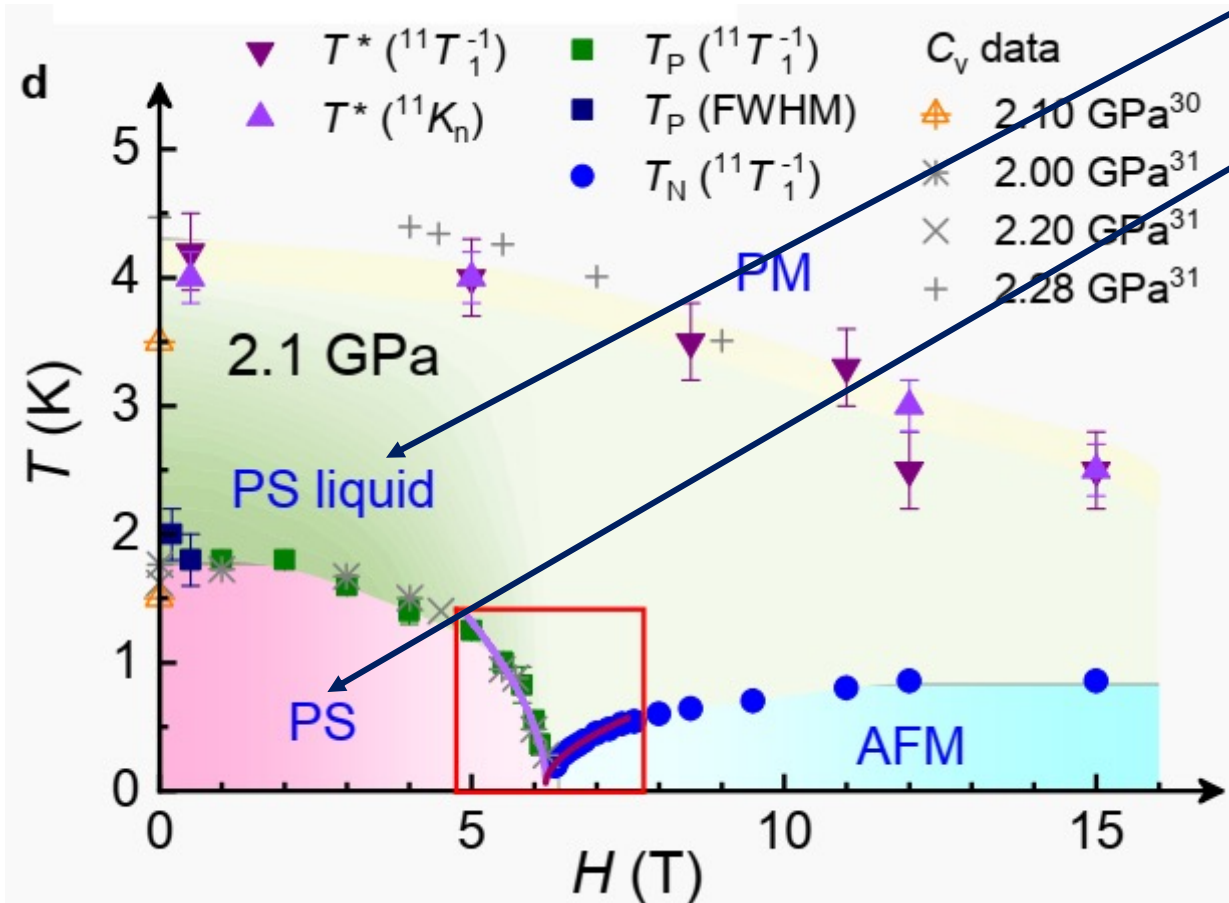 d
T* (¹¹T₁⁻¹)
T* (¹¹Kₙ)
T_P (¹¹T₁⁻¹)
T_P (FWHM)
T_N (¹¹T₁⁻¹)
C_v data
2.10 GPa³⁰
2.00 GPa³¹
2.20 GPa³¹
2.28 GPa³¹
PM
2.1 GPa
PS liquid
PS
AFM
T (K)
5
4
3
2
1
0
0 5 10 15
H (T)